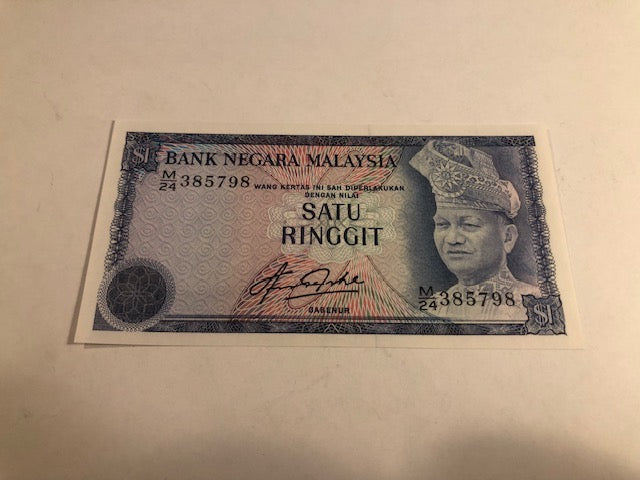 $1
BANK NEGARA MALAYSIA
M/24 385798
WANG KERTAS INI SAH DIPERLAKUKAN
DENGAN NILAI
SATU
RINGGIT
M/24 385798
GABENUR
$1